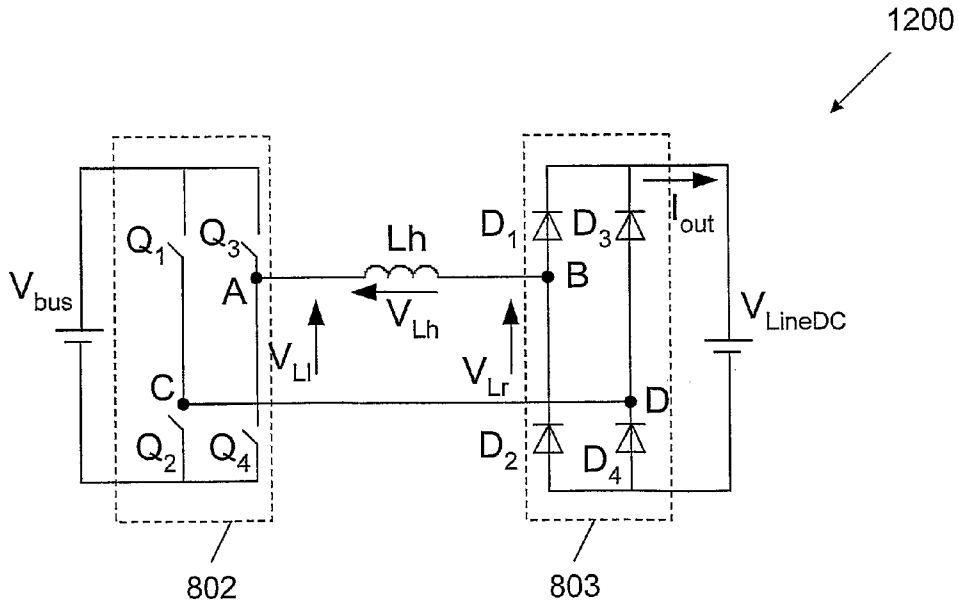 1200
Q1
Q3
Lh
D1
D3
Iout
A
B
Vbus
VLh
VLineDC
VLl
VLr
C
D
Q2
Q4
D2
D4
802
803